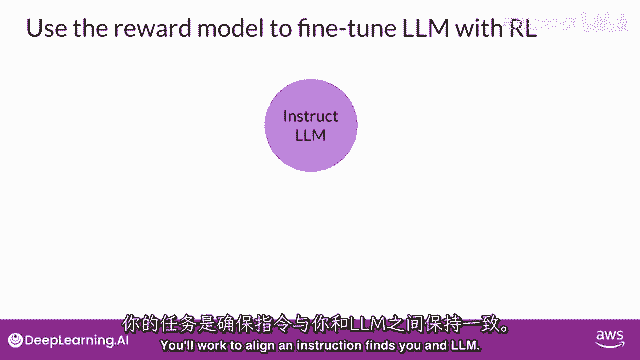 Use the reward model to fine-tune LLM with RL
Instruct
LLM
你的任务是确保指令与你和LLM之间保持一致。
You'll work to align an instruction finds you and LLM.
DeepLearning.AI
aws